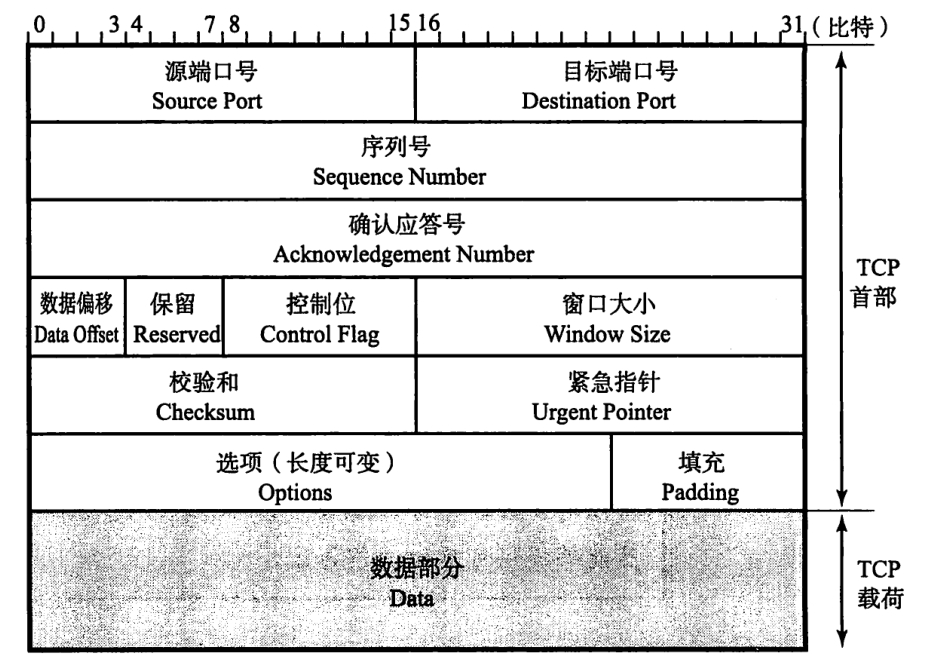 0 3 4 7 8 15 16 31 (比特)
源端口号
Source Port
目标端口号
Destination Port
序列号
Sequence Number
确认应答号
Acknowledgement Number
数据偏移
Data Offset
保留
Reserved
控制位
Control Flag
窗口大小
Window Size
校验和
Checksum
紧急指针
Urgent Pointer
选项(长度可变)
Options
填充
Padding
TCP
首部
数据部分
Data
TCP
载荷